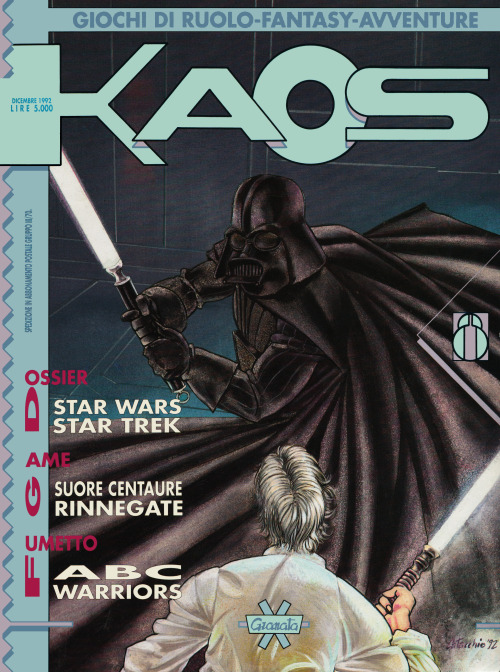 GIOCHI DI RUOLO-FANTASY-AVVENTURE
KAOS
DICEMBRE 1992
LIRE 5.000
SPEDIZIONE IN ABBONAMENTO POSTALE GRUPPO III/70.
DOSSIER
STAR WARS
STAR TREK
GAME
SUORE CENTAURE
RINNEGATE
FUMETTO
ABC
WARRIORS
Granata